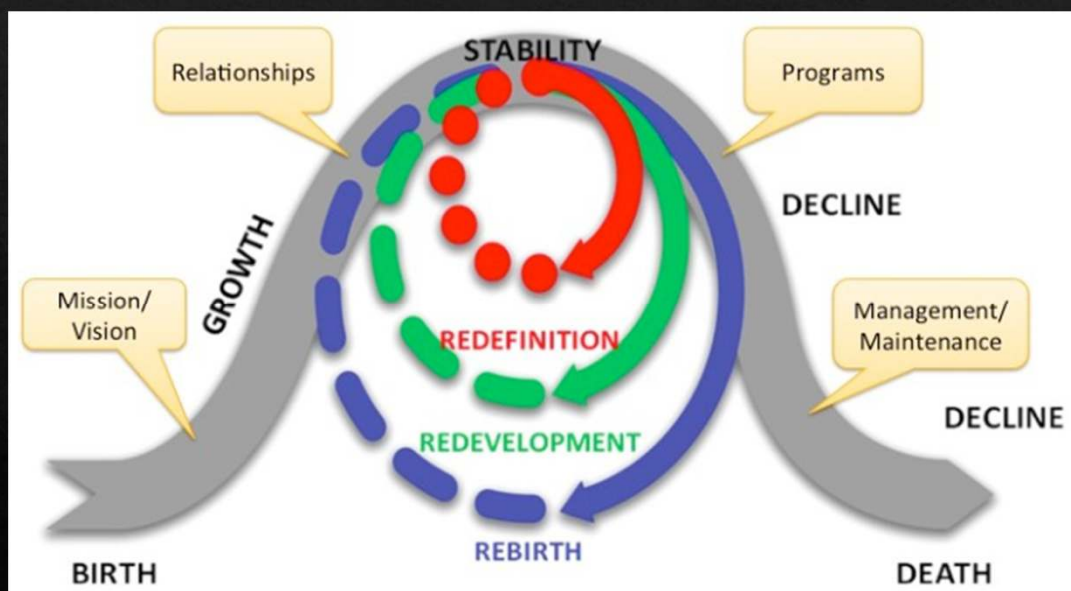 STABILITY
Relationships
Programs
DECLINE
GROWTH
Mission/
Vision
Management/
Maintenance
REDEFINITION
DECLINE
REDEVELOPMENT
REBIRTH
BIRTH
DEATH